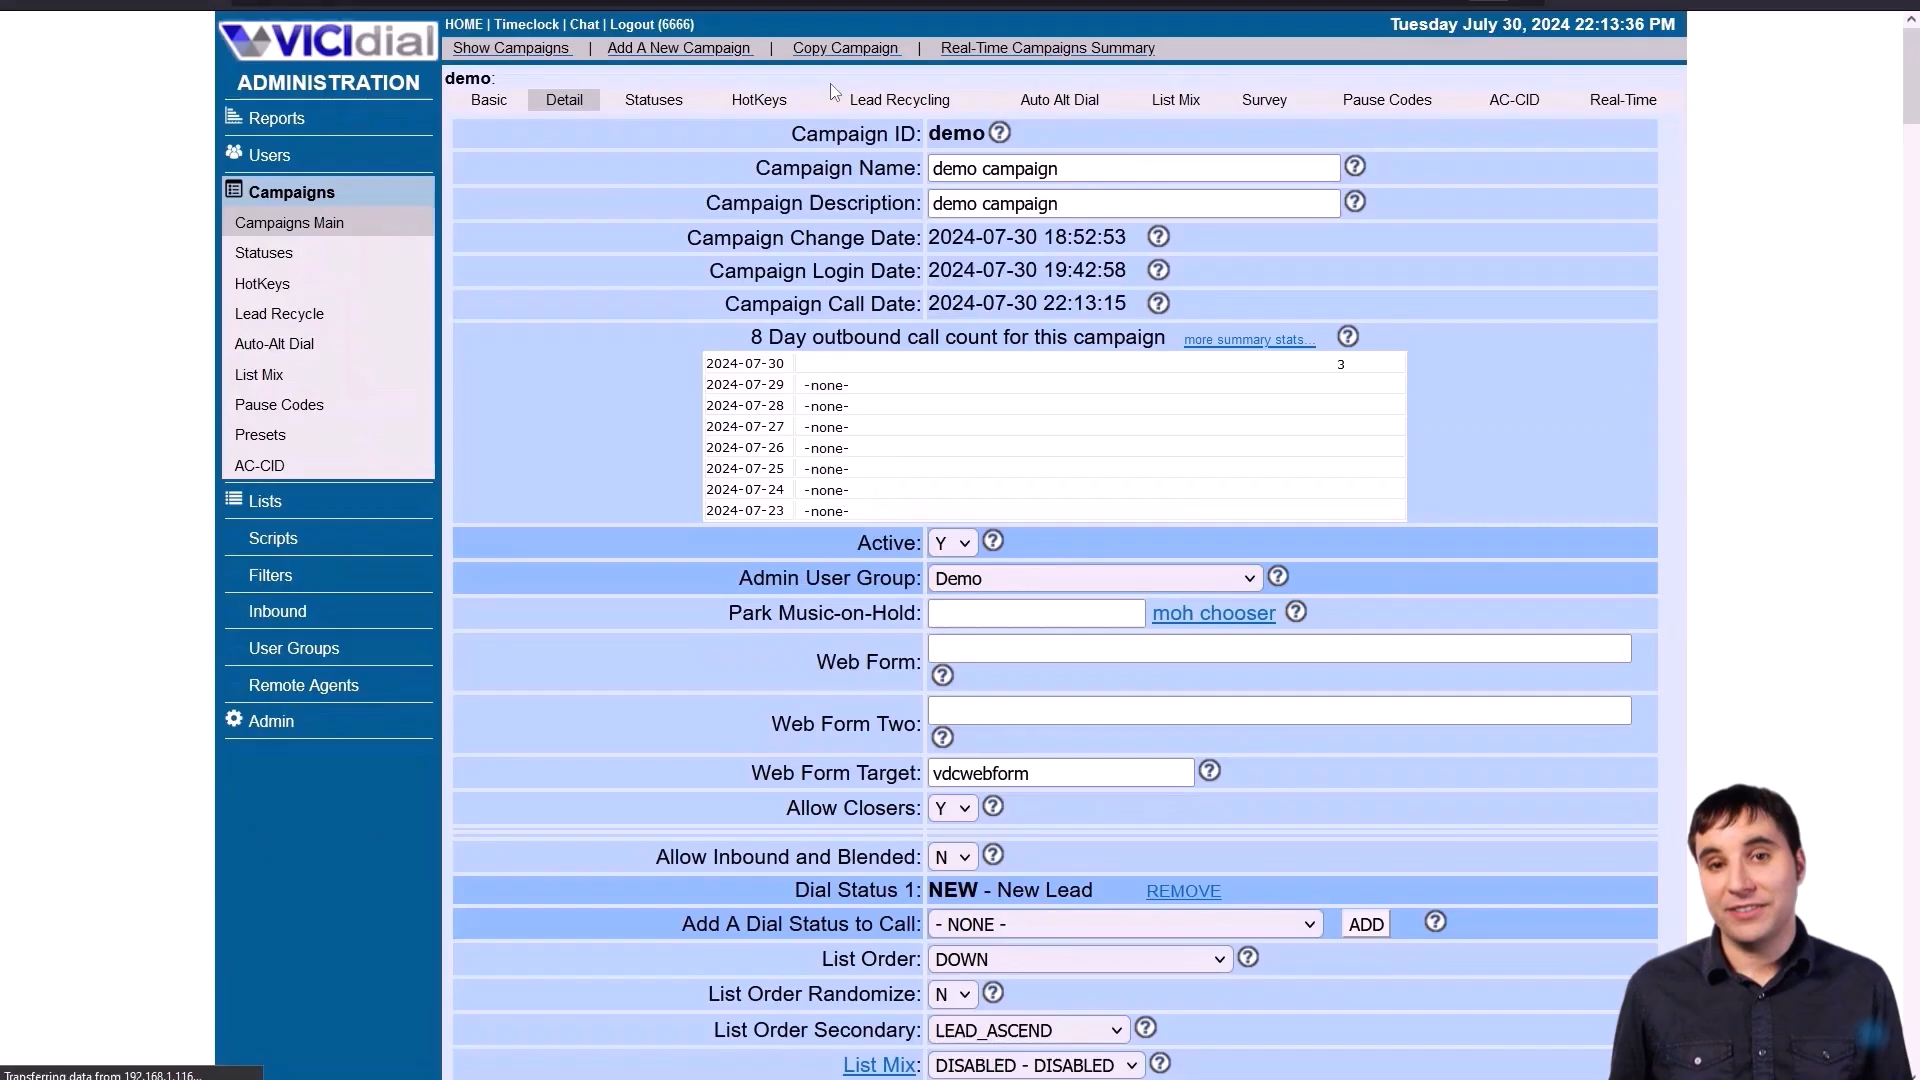 VICIdial
HOME | Timeclock | Chat | Logout (6666)
Tuesday July 30, 2024 22:13:36 PM
Show Campaigns | Add A New Campaign | Copy Campaign | Real-Time Campaigns Summary
ADMINISTRATION
Reports
Users
Campaigns
Campaigns Main
Statuses
HotKeys
Lead Recycle
Auto-Alt Dial
List Mix
Pause Codes
Presets
AC-CID
Lists
Scripts
Filters
Inbound
User Groups
Remote Agents
Admin
demo:
Basic Detail Statuses HotKeys Lead Recycling Auto Alt Dial List Mix Survey Pause Codes AC-CID Real-Time
Campaign ID: demo
Campaign Name: demo campaign
Campaign Description: demo campaign
Campaign Change Date: 2024-07-30 18:52:53
Campaign Login Date: 2024-07-30 19:42:58
Campaign Call Date: 2024-07-30 22:13:15
8 Day outbound call count for this campaign more summary stats...
2024-07-30 3
2024-07-29 -none-
2024-07-28 -none-
2024-07-27 -none-
2024-07-26 -none-
2024-07-25 -none-
2024-07-24 -none-
2024-07-23 -none-
Active: Y
Admin User Group: Demo
Park Music-on-Hold: moh chooser
Web Form:
Web Form Two:
Web Form Target: vdcwebform
Allow Closers: Y
Allow Inbound and Blended: N
Dial Status 1: NEW - New Lead REMOVE
Add A Dial Status to Call: - NONE - ADD
List Order: DOWN
List Order Randomize: N
List Order Secondary: LEAD_ASCEND
List Mix: DISABLED - DISABLED
Transferring data from 192.168.1.116...